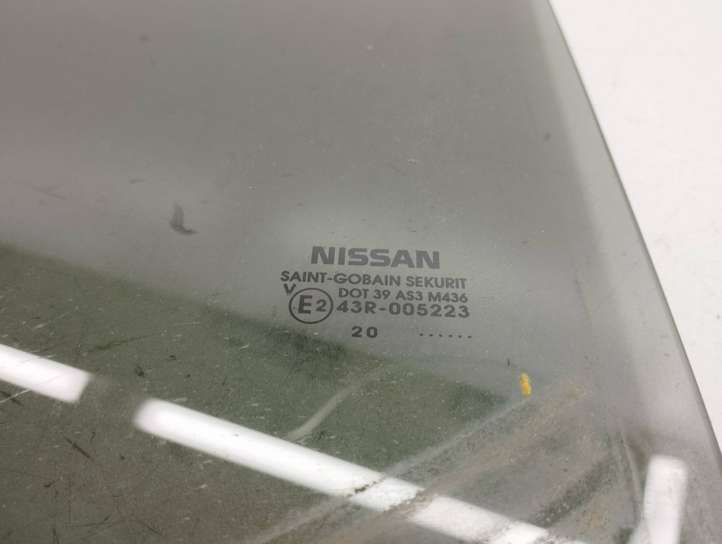 NISSAN
SAINT-GOBAIN SEKURIT
DOT 39 AS3 M436
V E2 43R-005223
20 ......